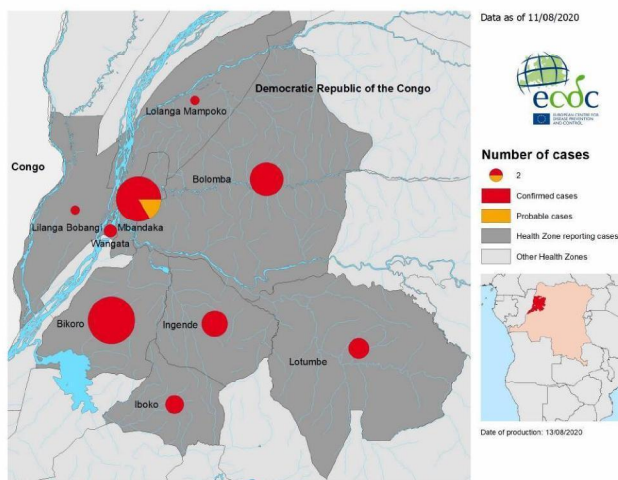 Data as of 11/08/2020
Democratic Republic of the Congo
Lolanga Mampoko
Congo
Bolomba
Lilanga Bobangi
Mbandaka
Wangata
Bikoro
Ingende
Lotumbe
Iboko
ecdc
EUROPEAN CENTRE FOR
DISEASE PREVENTION
AND CONTROL
Number of cases
2
Confirmed cases
Probable cases
Health Zone reporting cases
Other Health Zones
Date of production: 13/08/2020